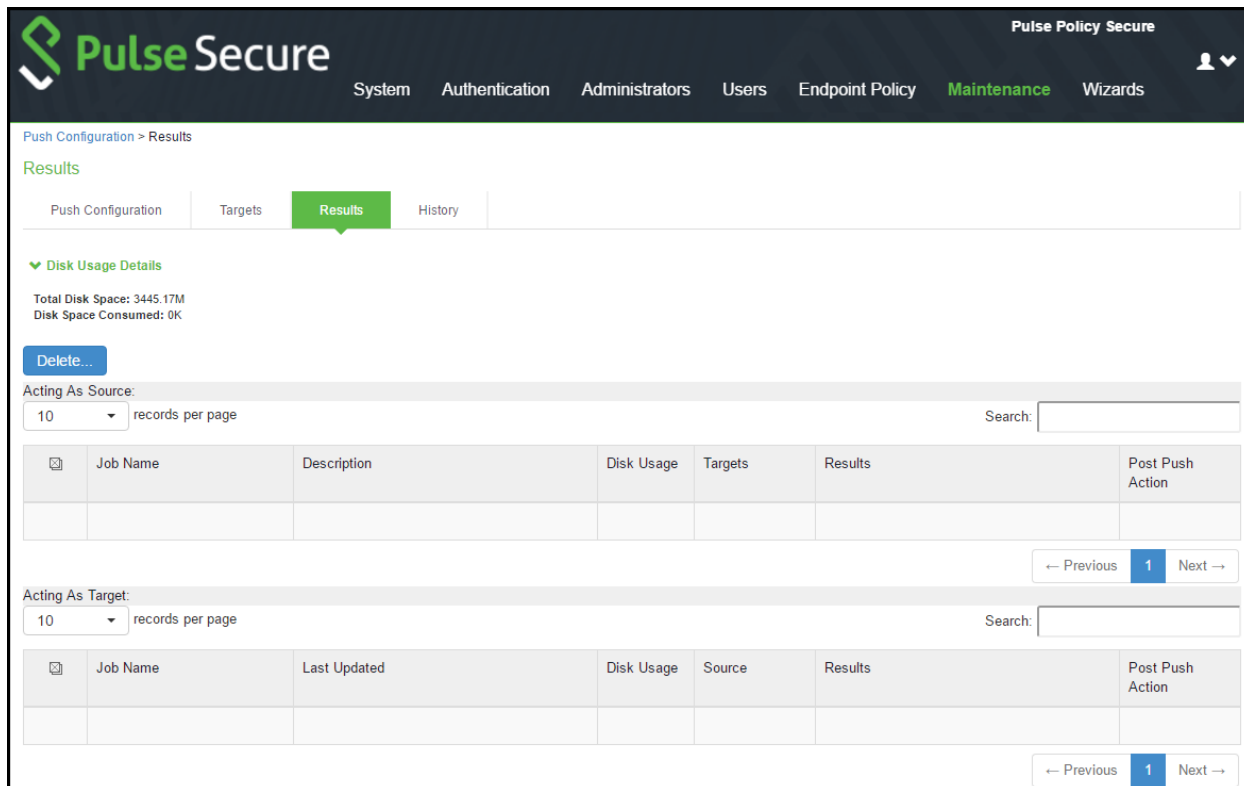 Pulse Policy Secure
Pulse Secure
System Authentication Administrators Users Endpoint Policy Maintenance Wizards
Push Configuration > Results
Results
Push Configuration Targets Results History
Disk Usage Details
Total Disk Space: 3445.17M
Disk Space Consumed: 0K
Delete...
Acting As Source:
10 records per page Search:
Job Name Description Disk Usage Targets Results Post Push
Action
← Previous 1 Next →
Acting As Target:
10 records per page Search:
Job Name Last Updated Disk Usage Source Results Post Push
Action
← Previous 1 Next →